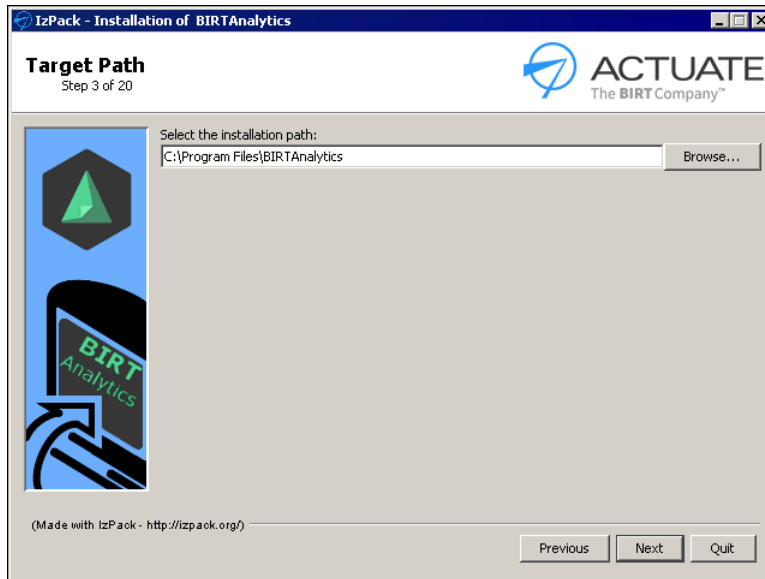 IzPack - Installation of BIRTAnalytics
Target Path
Step 3 of 20
ACTUATE
The BIRT Company™
Select the installation path:
C:\Program Files\BIRTAnalytics
Browse...
BIRT
Analytics
(Made with IzPack - http://izpack.org/)
Previous
Next
Quit